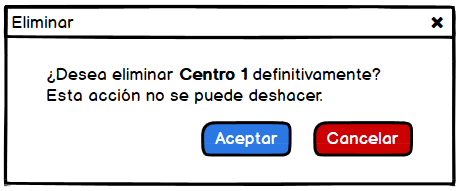 Eliminar
¿Desea eliminar Centro 1 definitivamente?
Esta acción no se puede deshacer.
Aceptar
Cancelar